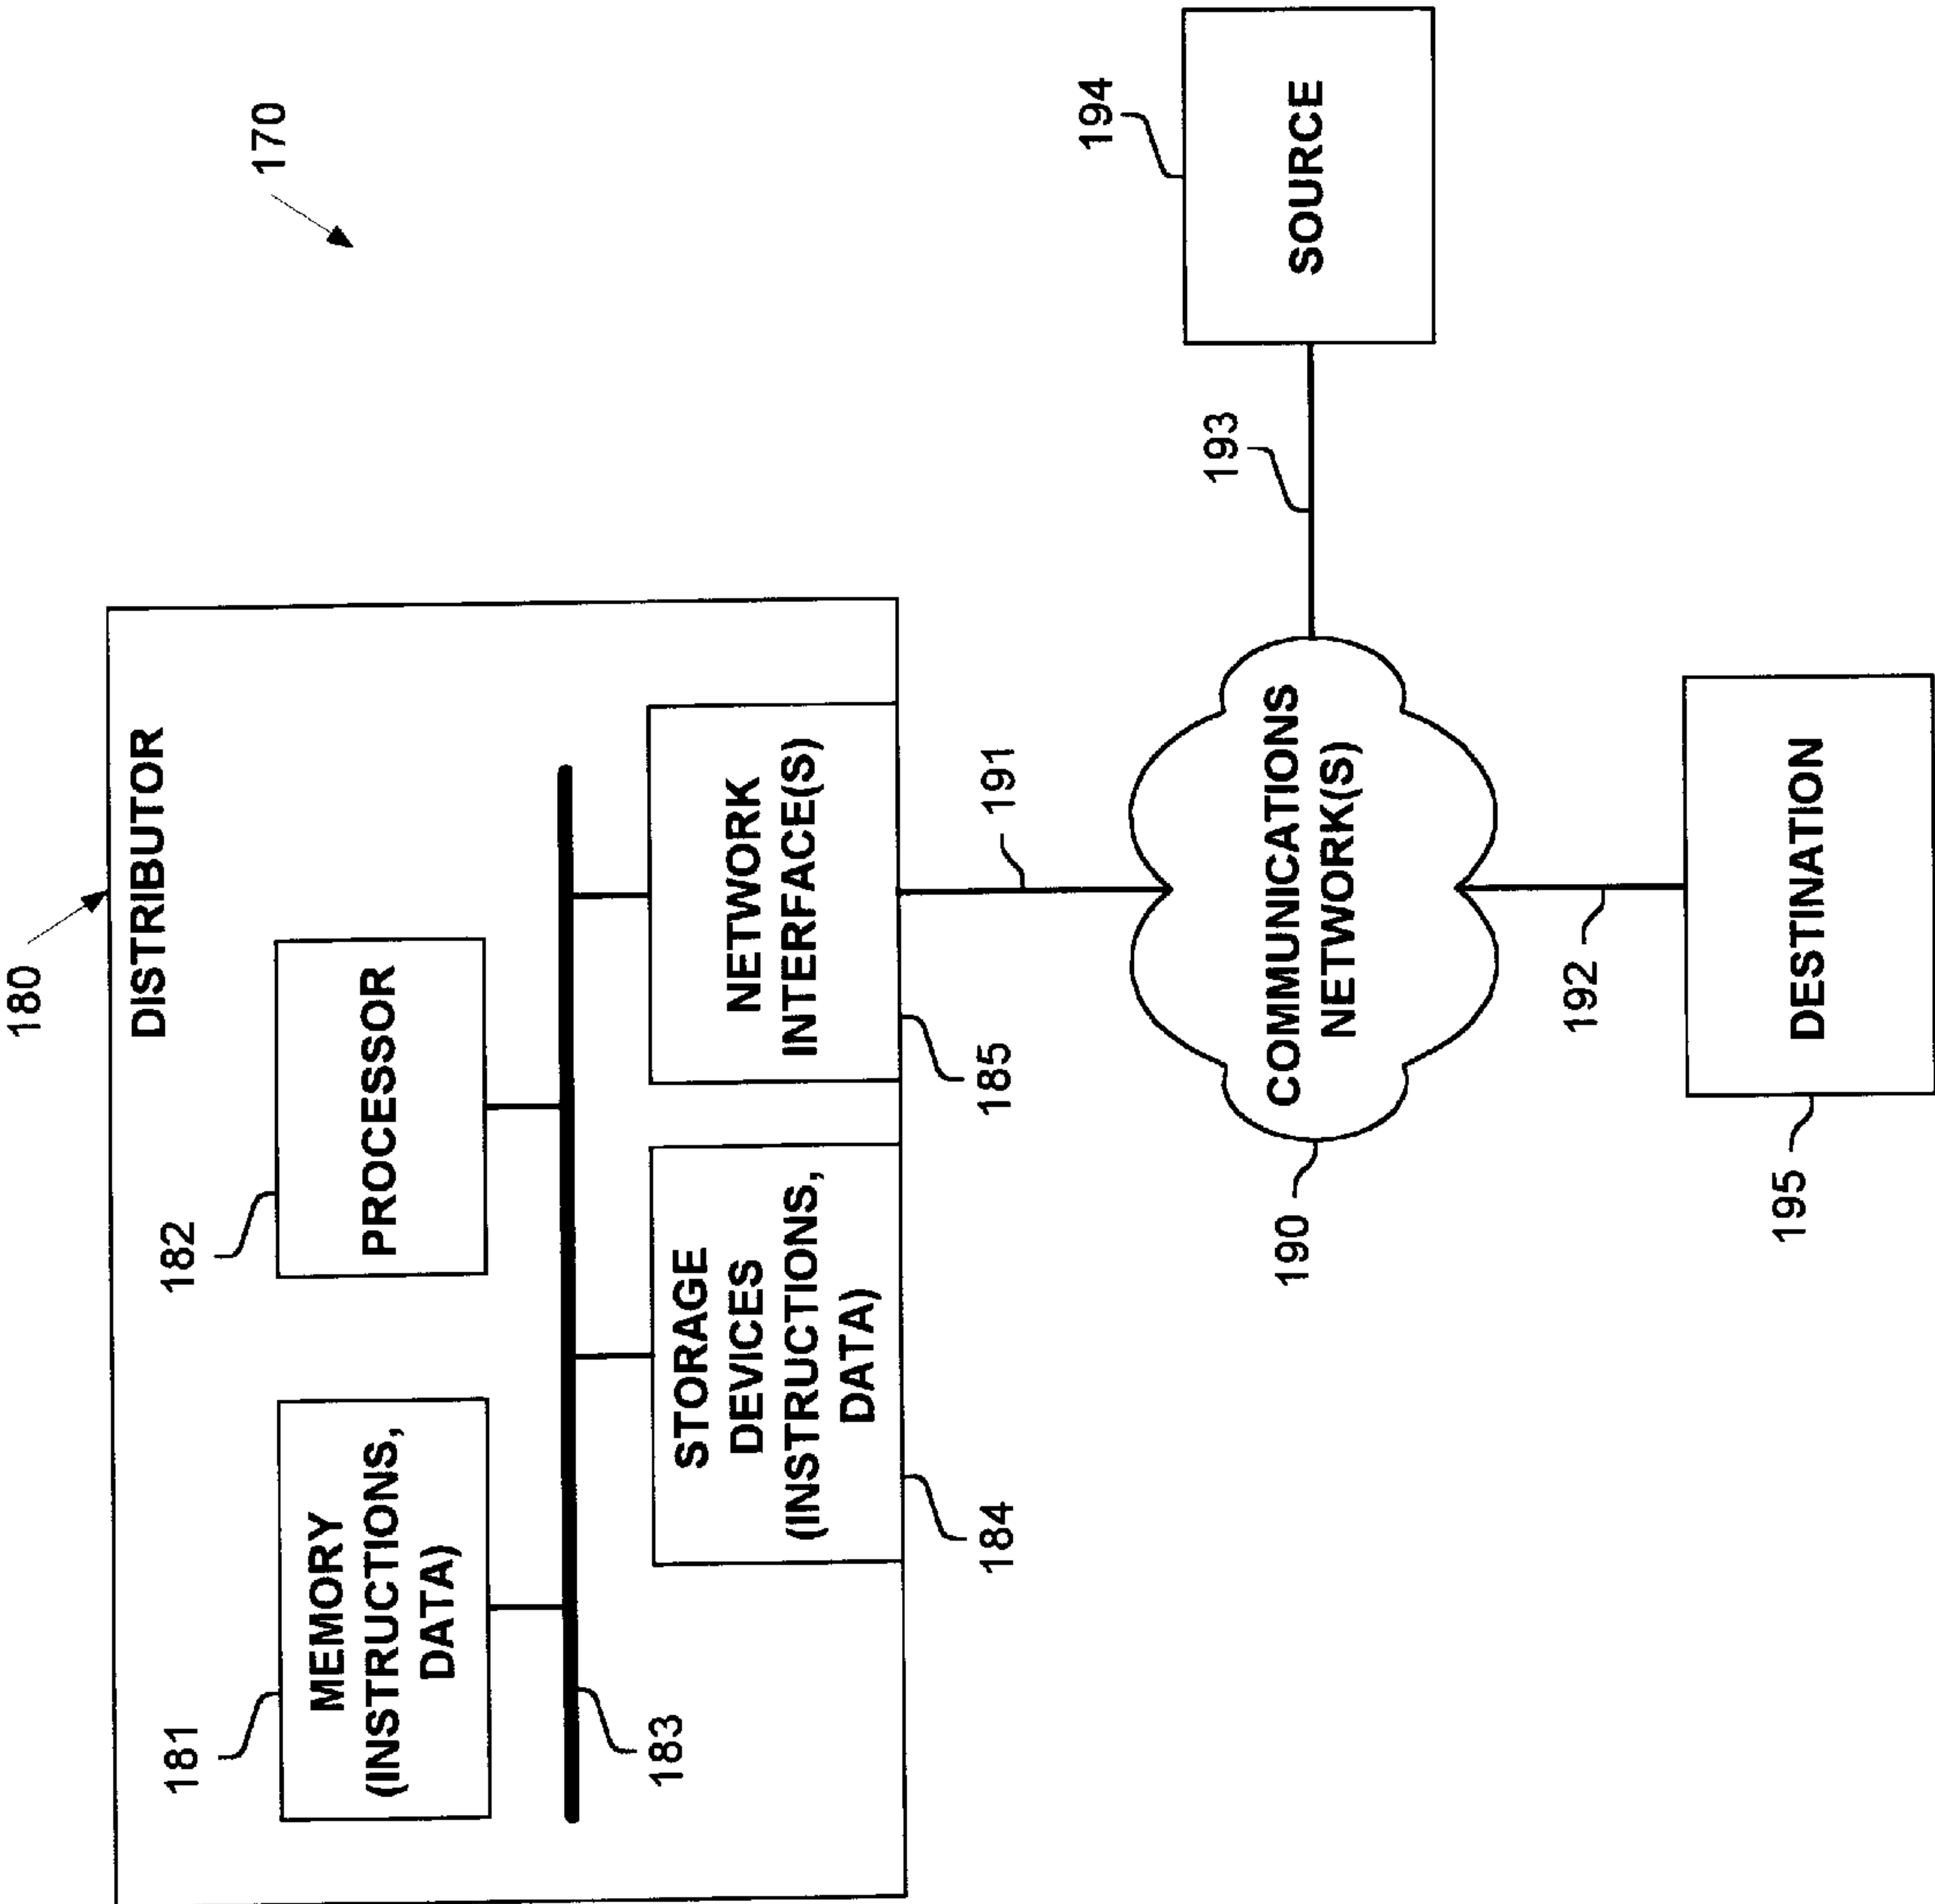 180
DISTRIBUTOR
170
181
MEMORY
(INSTRUCTIONS,
DATA)
182
PROCESSOR
183
STORAGE
DEVICES
(INSTRUCTIONS,
DATA)
184
NETWORK
INTERFACE(S)
185
191
COMMUNICATIONS
NETWORK(S)
190
193
194
SOURCE
192
DESTINATION
195